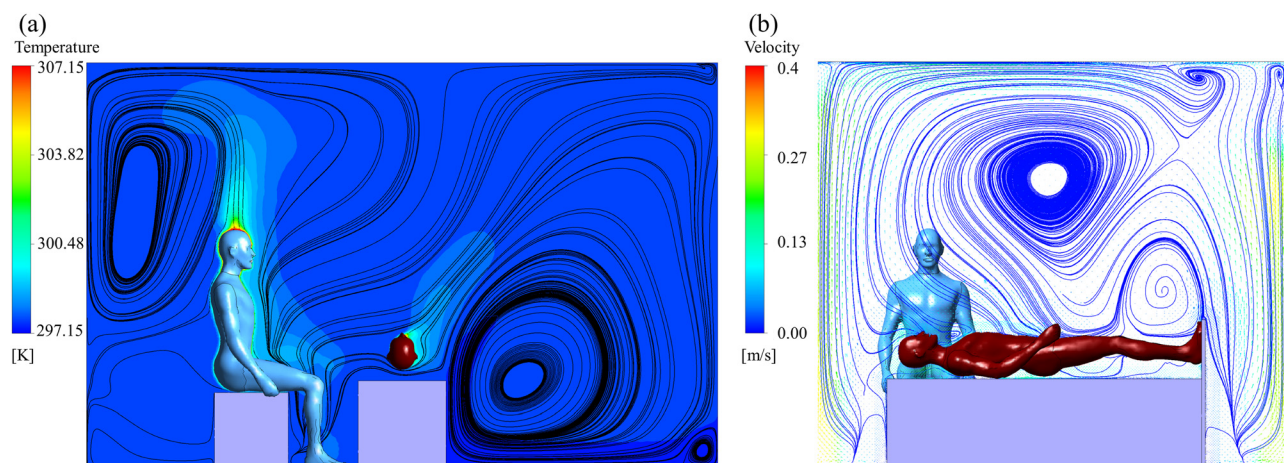 (a)
Temperature
307.15
303.82
300.48
297.15
[K]
(b)
Velocity
0.4
0.27
0.13
0.00
[m/s]